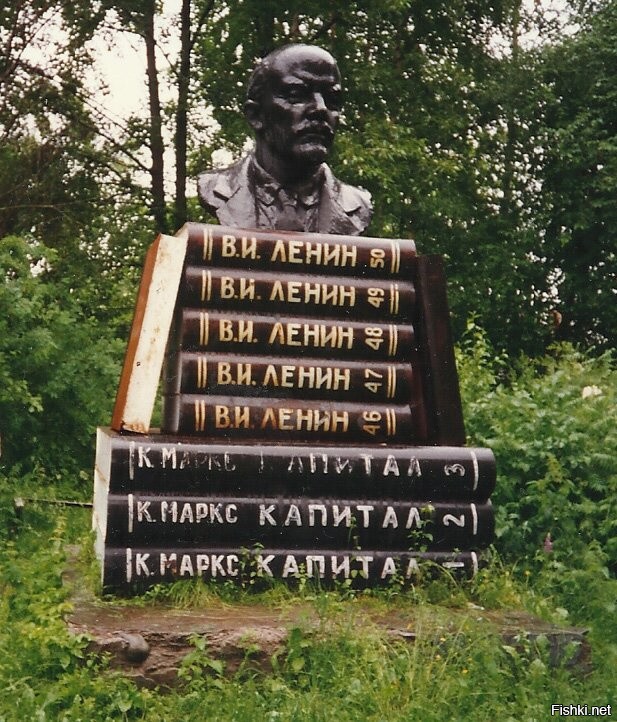 В.И. ЛЕНИН 50
В.И. ЛЕНИН 49
В.И. ЛЕНИН 48
В.И. ЛЕНИН 47
В.И. ЛЕНИН 46
К. МАРКС КАПИТАЛ 3
К. МАРКС КАПИТАЛ 2
К. МАРКС КАПИТАЛ 1
Fishki.net